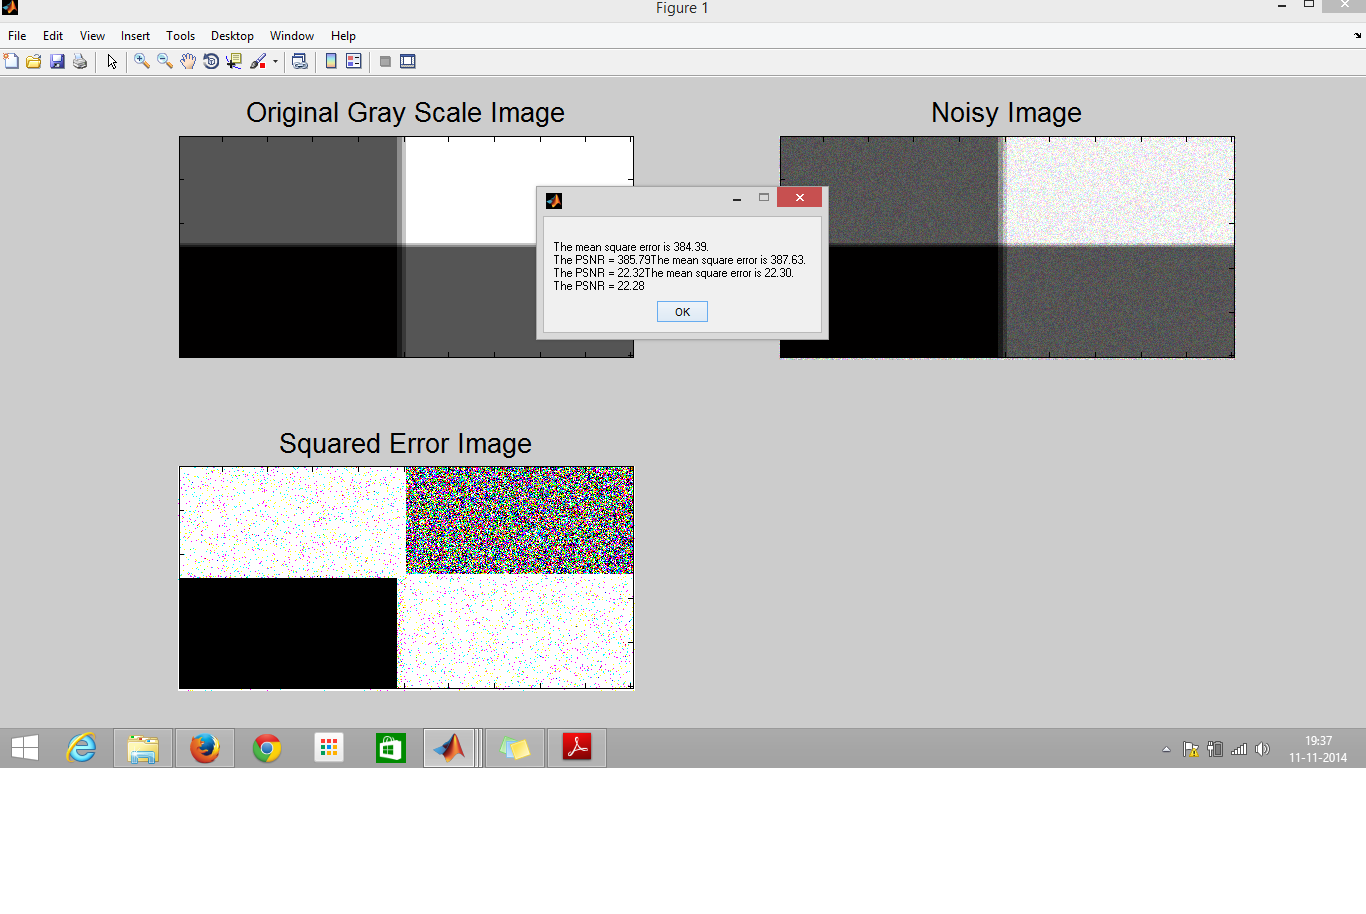 Figure 1
File Edit View Insert Tools Desktop Window Help
Original Gray Scale Image
Noisy Image
The mean square error is 384.39.
The PSNR = 385.79The mean square error is 387.63.
The PSNR = 22.32The mean square error is 22.30.
The PSNR = 22.28
OK
Squared Error Image
19:37
11-11-2014